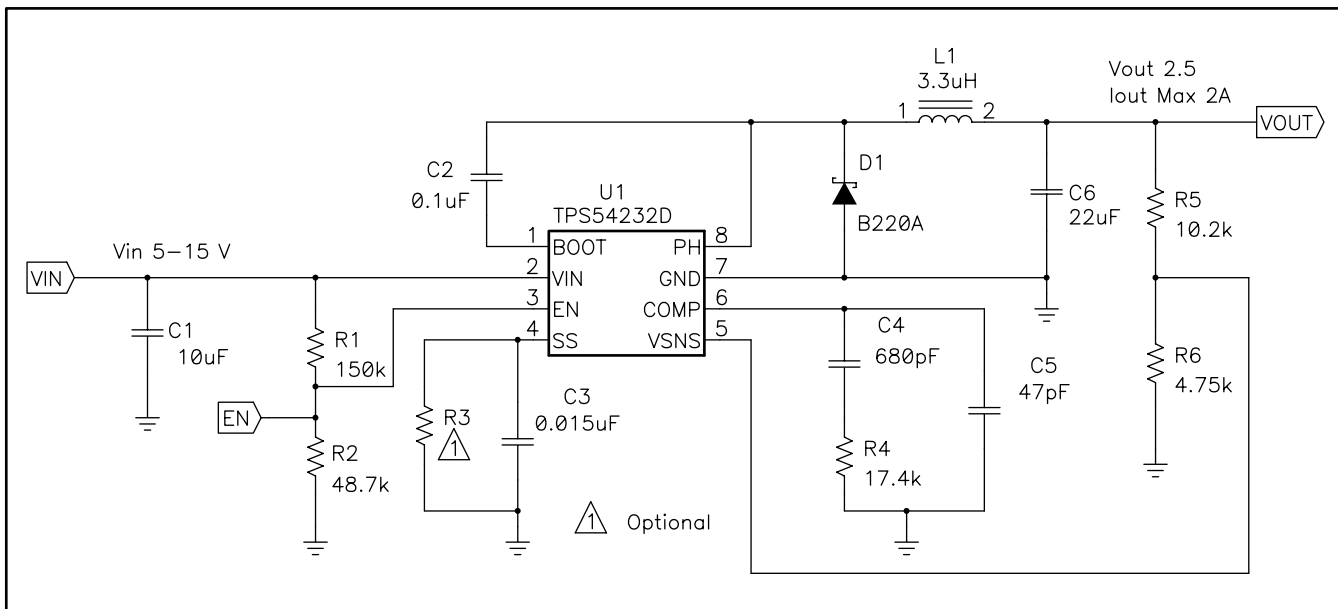 L1
3.3uH
1 2
Vout 2.5
Iout Max 2A
VOUT
C2
0.1uF
D1
B220A
C6
22uF
R5
10.2k
U1
TPS54232D
1 BOOT PH 8
2 VIN GND 7
3 EN COMP 6
4 SS VSNS 5
Vin 5-15 V
VIN
C1
10uF
R1
150k
EN
R2
48.7k
R3
1
C3
0.015uF
C4
680pF
C5
47pF
R4
17.4k
R6
4.75k
1 Optional